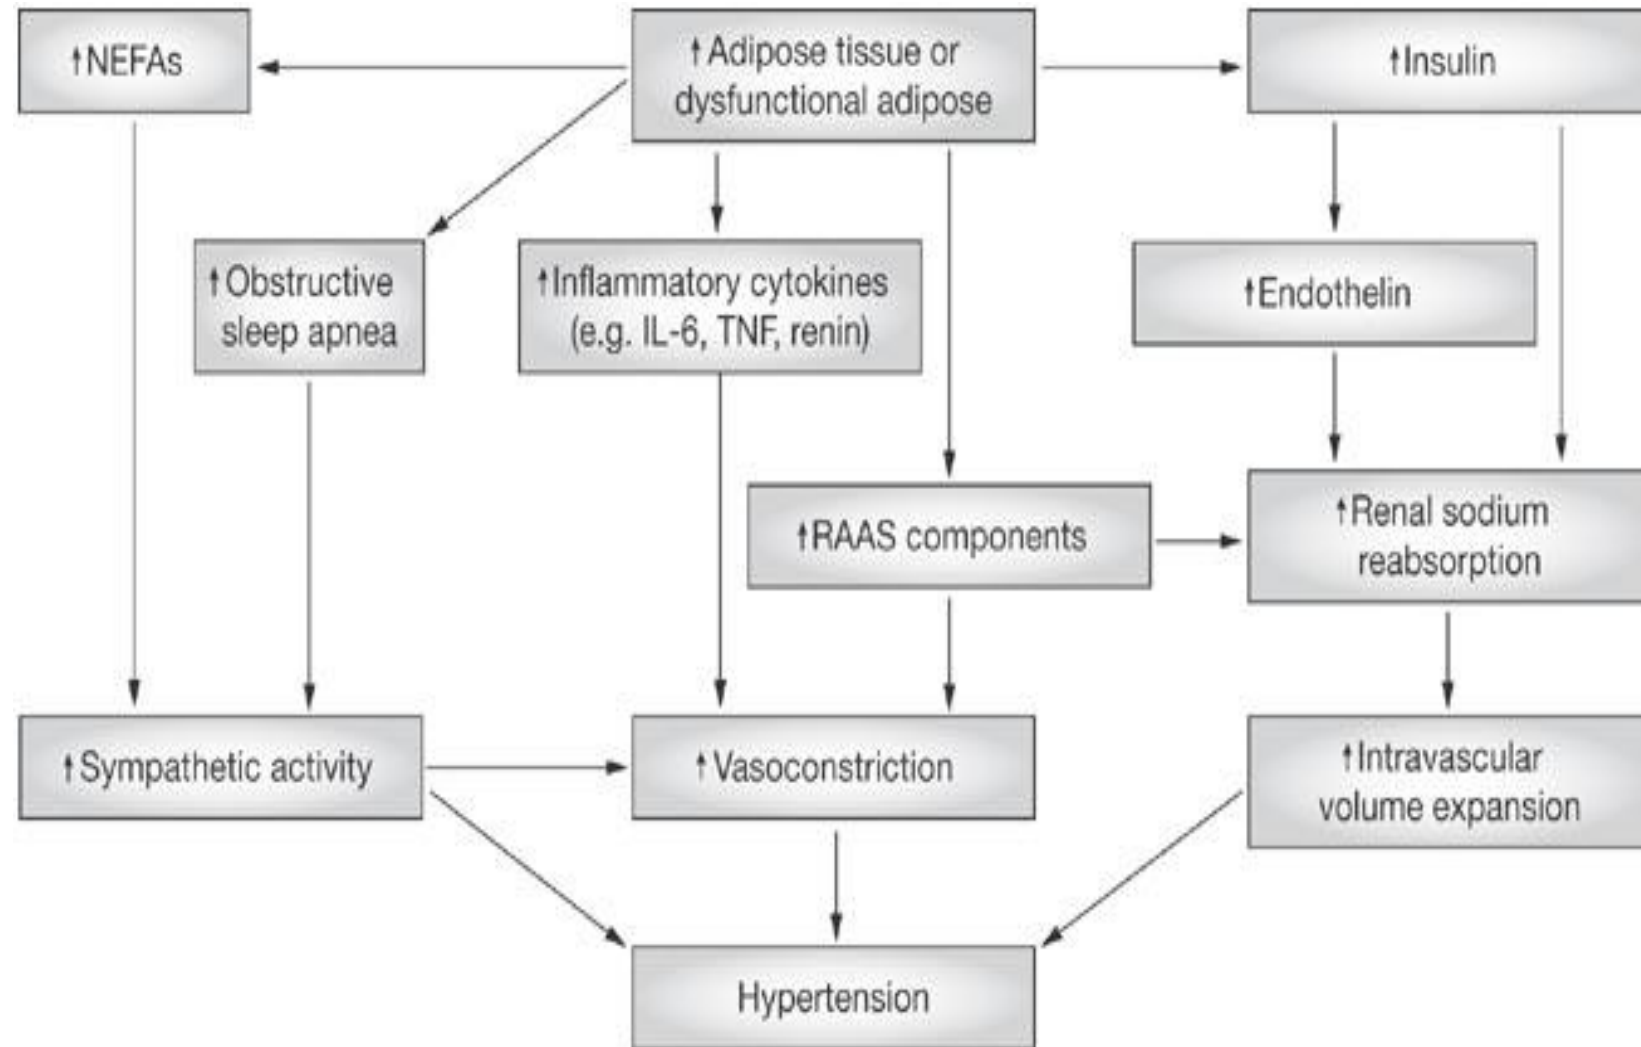 ↑NEFAs
↑Adipose tissue or
dysfunctional adipose
↑Insulin
↑Obstructive
sleep apnea
↑Inflammatory cytokines
(e.g. IL-6, TNF, renin)
↑Endothelin
↑RAAS components
↑Renal sodium
reabsorption
↑Sympathetic activity
↑Vasoconstriction
↑Intravascular
volume expansion
Hypertension